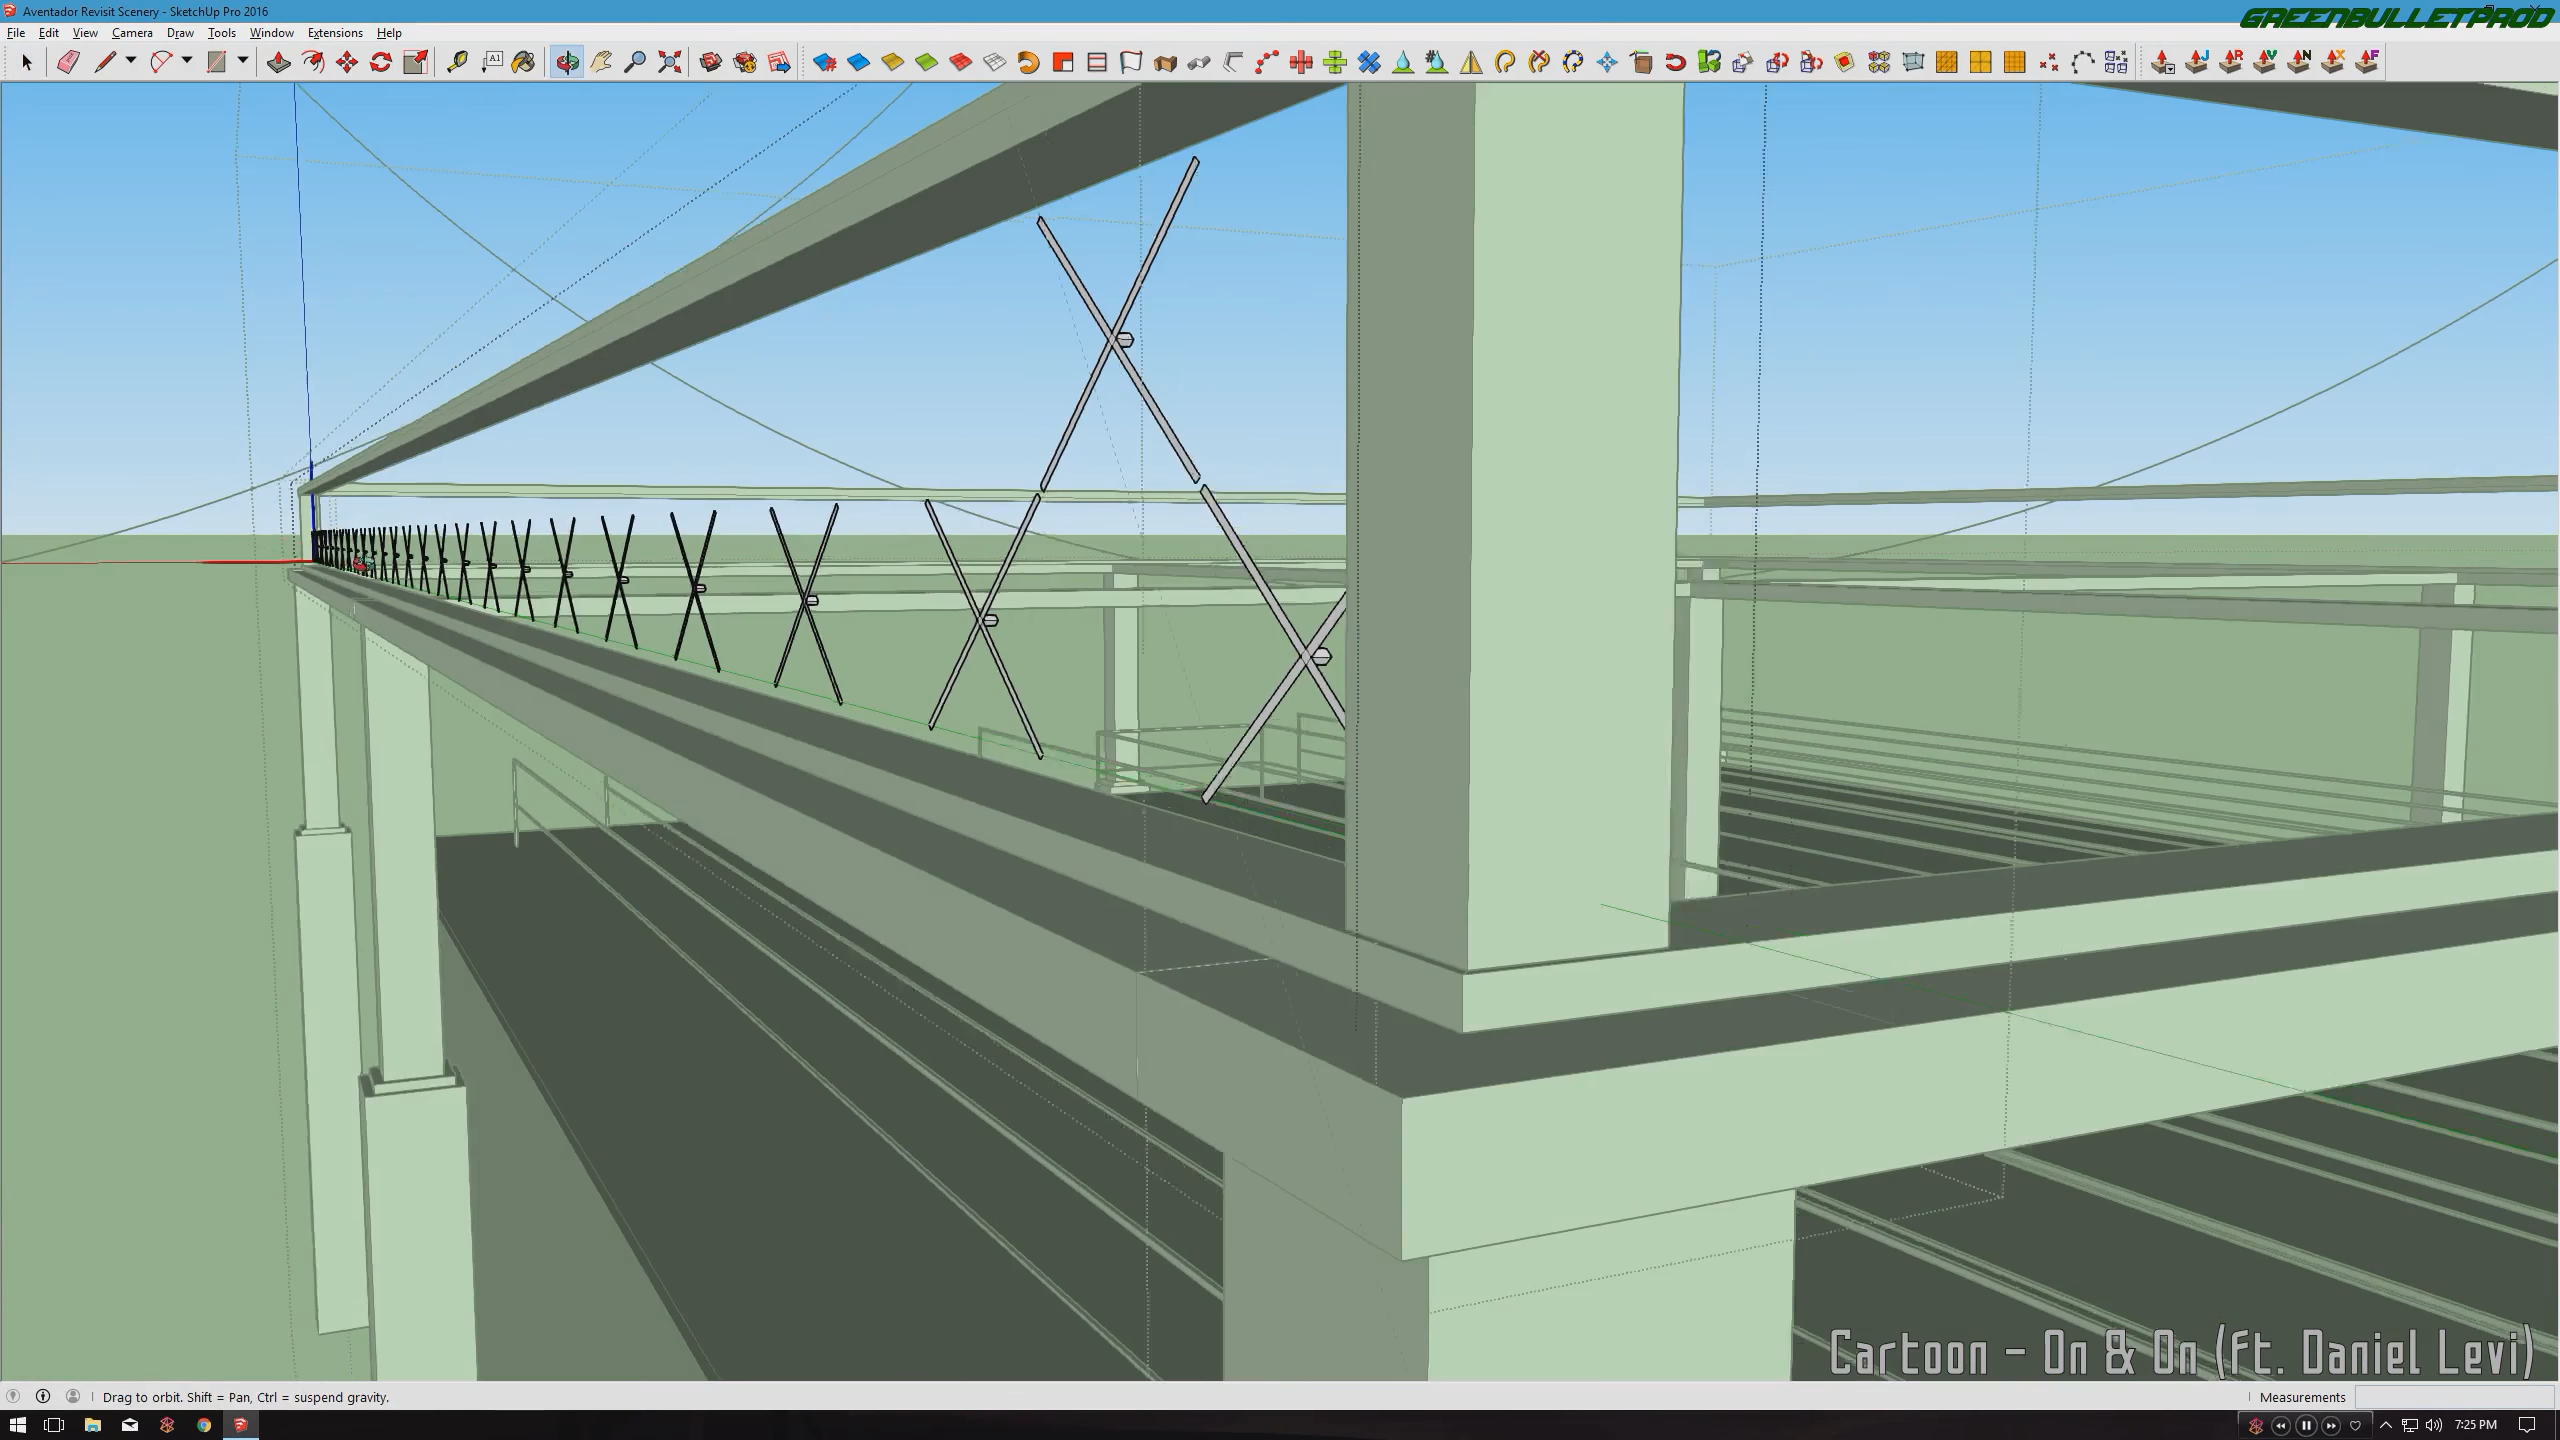 Aventador Revisit Scenery - SketchUp Pro 2016
GREENBULLETPROD
File Edit View Camera Draw Tools Window Extensions Help
A1
J R V N X F
Cartoon - On & On (Ft. Daniel Levi)
Drag to orbit. Shift = Pan, Ctrl = suspend gravity.
Measurements
7:25 PM